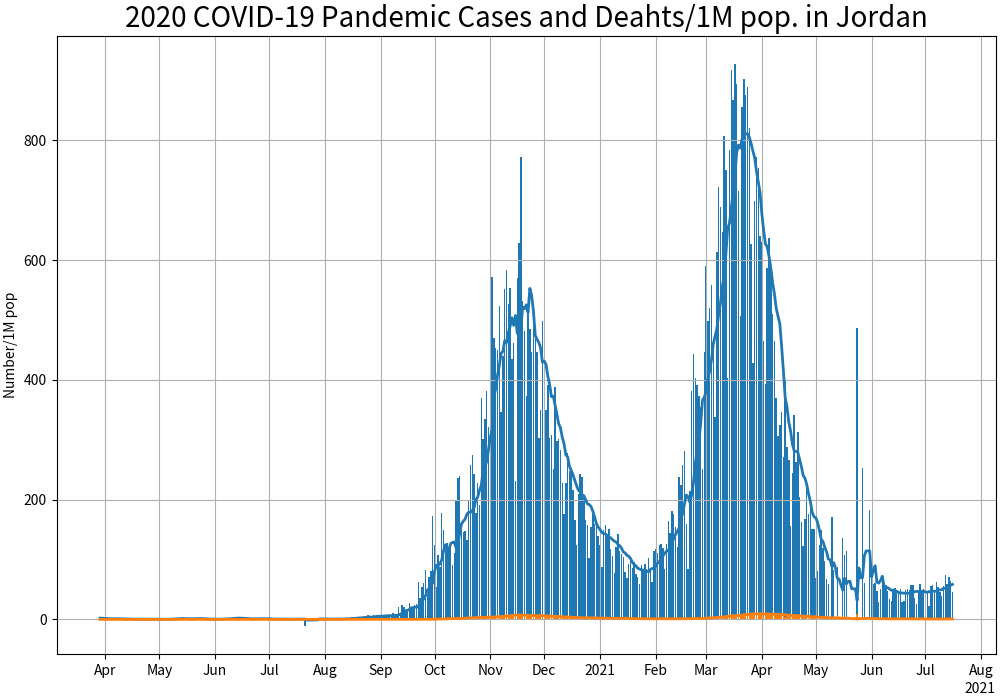 2020 COVID-19 Pandemic Cases and Deahts/1M pop. in Jordan
Number/1M pop
800
600
400
200
0
Apr May Jun Jul Aug Sep Oct Nov Dec 2021 Feb Mar Apr May Jun Jul Aug
2021